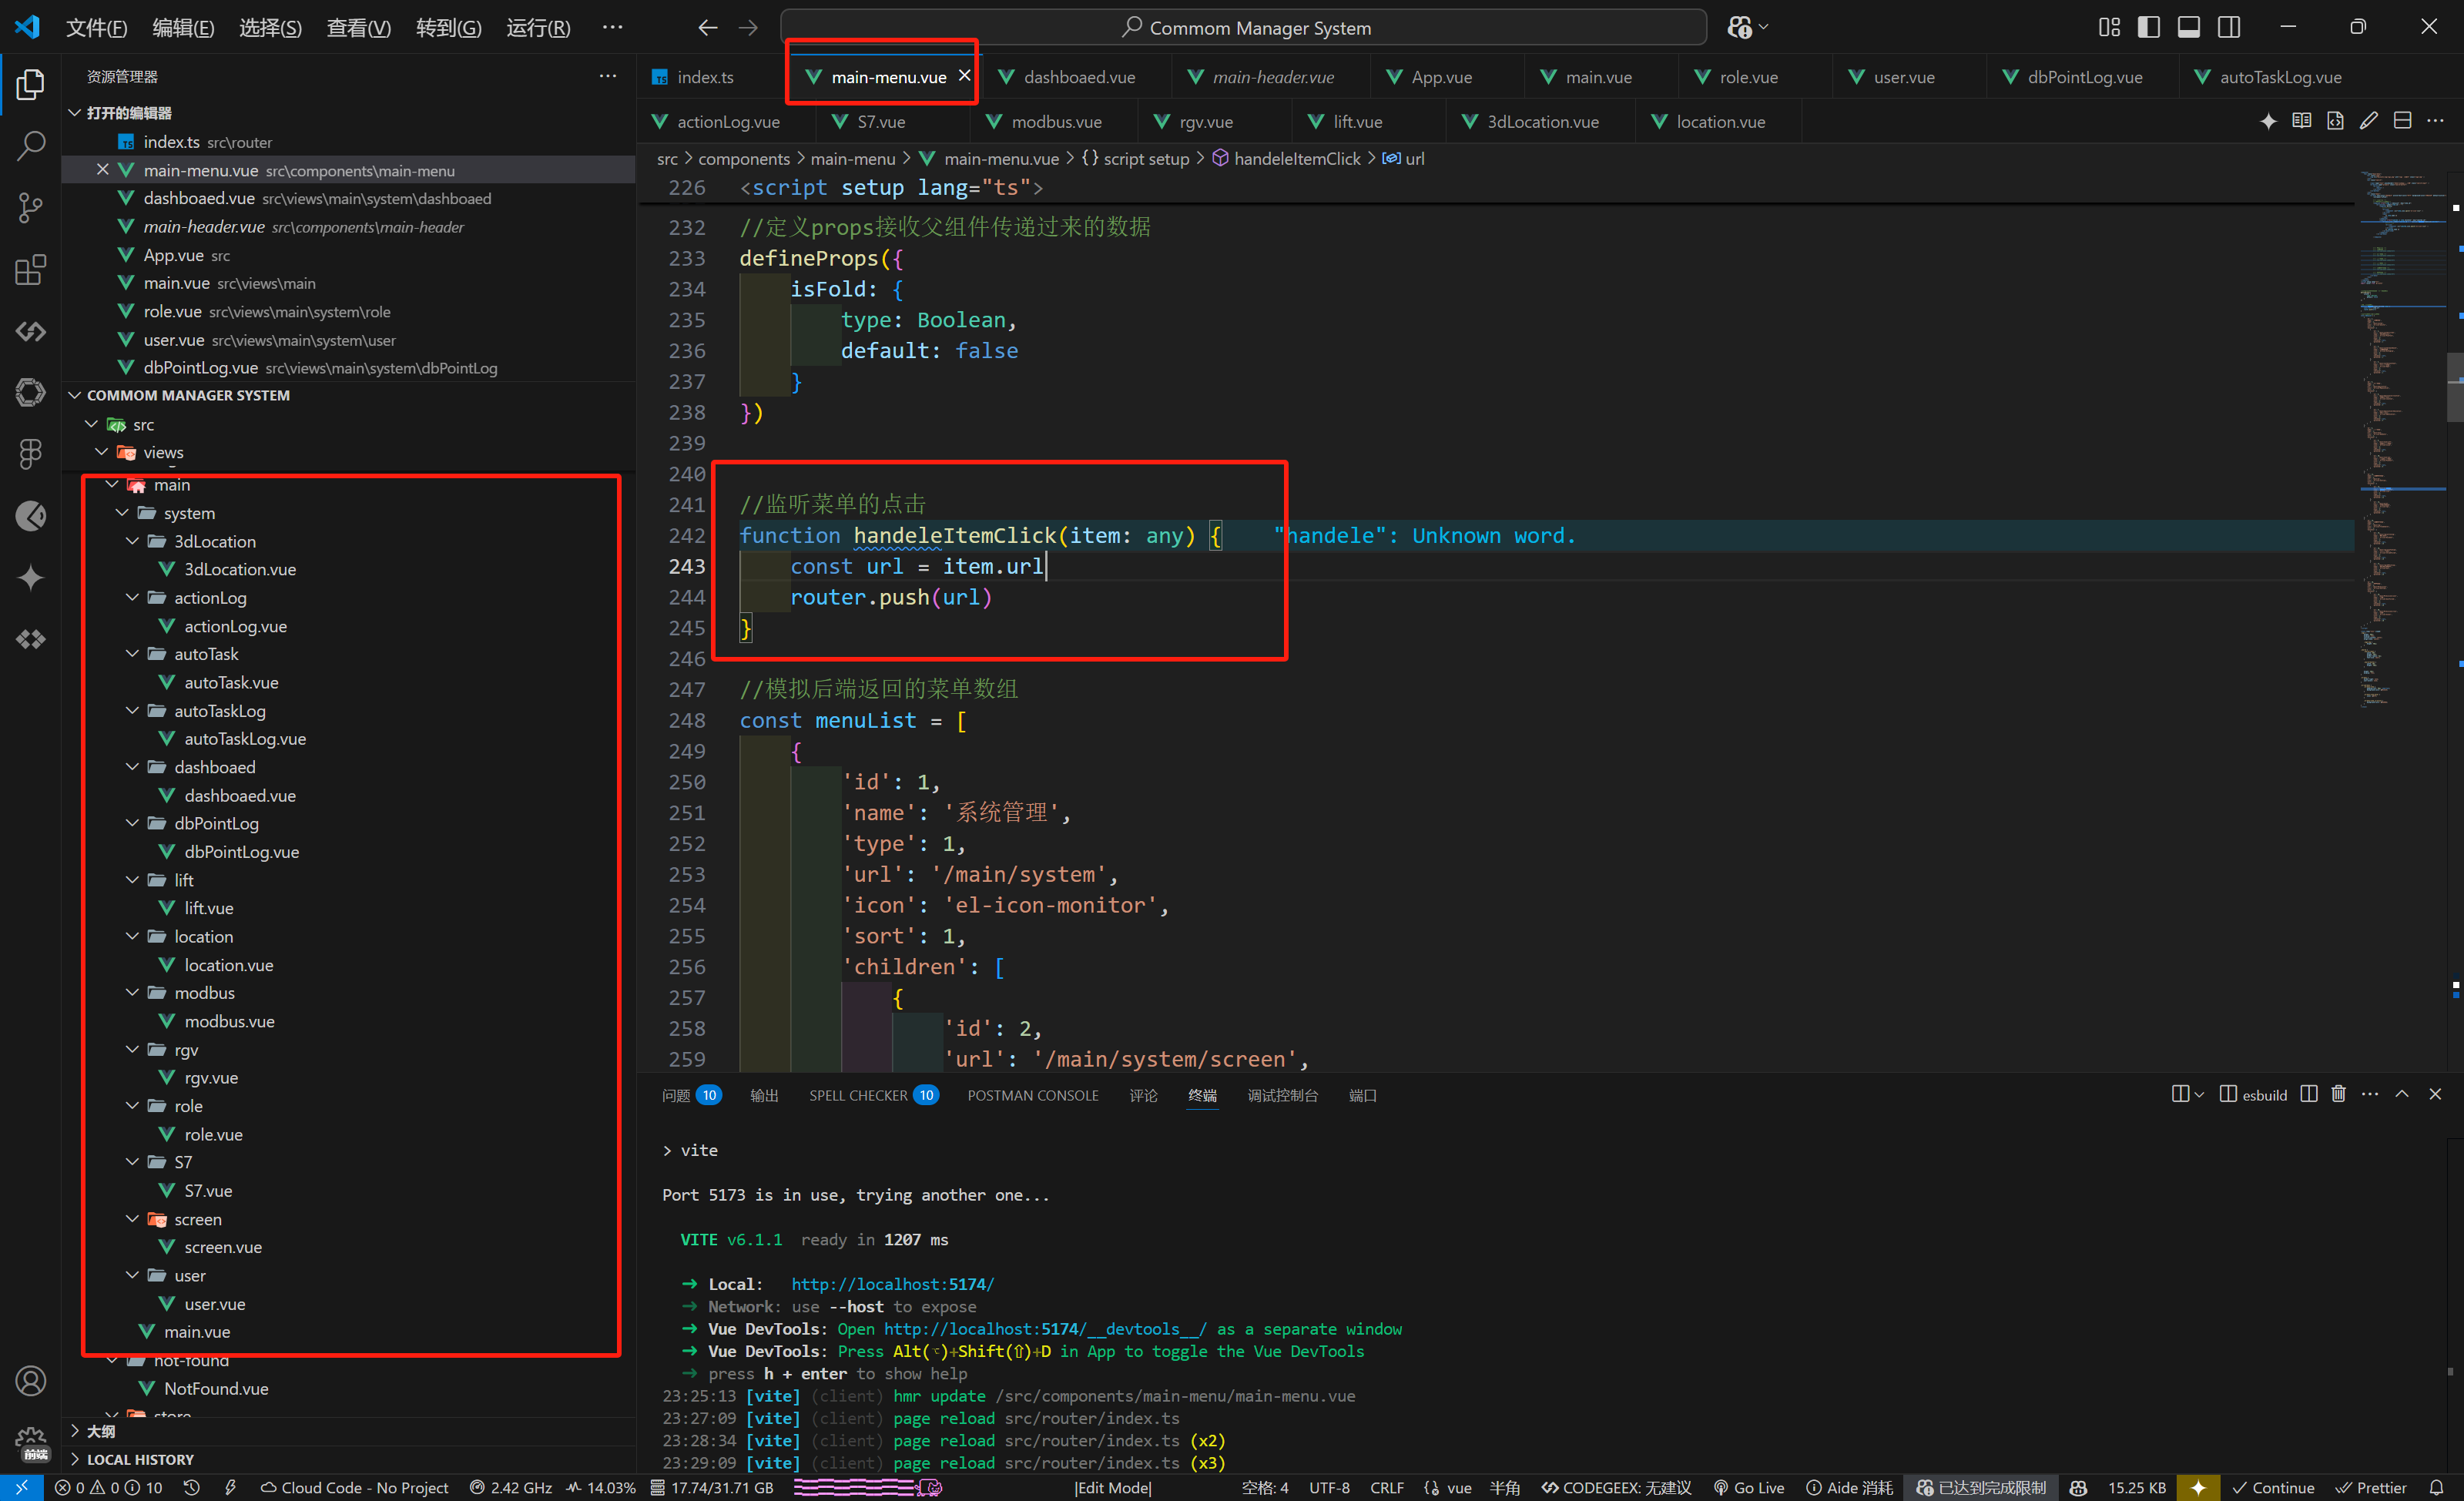 文件(F) 编辑(E) 选择(S) 查看(V) 转到(G) 运行(R) ··· Commom Manager System
资源管理器
打开的编辑器
index.ts src\router
main-menu.vue src\components\main-menu
dashboaed.vue src\views\main\system\dashboaed
main-header.vue src\components\main-header
App.vue src
main.vue src\views\main
role.vue src\views\main\system\role
user.vue src\views\main\system\user
dbPointLog.vue src\views\main\system\dbPointLog
COMMOM MANAGER SYSTEM
src
views
main
system
3dLocation
3dLocation.vue
actionLog
actionLog.vue
autoTask
autoTask.vue
autoTaskLog
autoTaskLog.vue
dashboaed
dashboaed.vue
dbPointLog
dbPointLog.vue
lift
lift.vue
location
location.vue
modbus
modbus.vue
rgv
rgv.vue
role
role.vue
S7
S7.vue
screen
screen.vue
user
user.vue
main.vue
not-found
NotFound.vue
store
大纲
LOCAL HISTORY
前端
index.ts main-menu.vue dashboaed.vue main-header.vue App.vue main.vue role.vue user.vue dbPointLog.vue autoTaskLog.vue
actionLog.vue S7.vue modbus.vue rgv.vue lift.vue 3dLocation.vue location.vue
src > components > main-menu > main-menu.vue > {} script setup > handeleItemClick > url
226 <script setup lang="ts">
232 //定义props接收父组件传递过来的数据
233 defineProps({
234 isFold: {
235 type: Boolean,
236 default: false
237 }
238 })
239
240
241 //监听菜单的点击
242 function handeleItemClick(item: any) { "handele": Unknown word.
243 const url = item.url
244 router.push(url)
245 }
246
247 //模拟后端返回的菜单数组
248 const menuList = [
249 {
250 'id': 1,
251 'name': '系统管理',
252 'type': 1,
253 'url': '/main/system',
254 'icon': 'el-icon-monitor',
255 'sort': 1,
256 'children': [
257 {
258 'id': 2,
259 'url': '/main/system/screen',
问题 10 输出 SPELL CHECKER 10 POSTMAN CONSOLE 评论 终端 调试控制台 端口 esbuild
> vite
Port 5173 is in use, trying another one...
VITE v6.1.1 ready in 1207 ms
➜ Local: http://localhost:5174/
➜ Network: use --host to expose
➜ Vue DevTools: Open http://localhost:5174/__devtools__/ as a separate window
➜ Vue DevTools: Press Alt(⌥)+Shift(⇧)+D in App to toggle the Vue DevTools
➜ press h + enter to show help
23:25:13 [vite] (client) hmr update /src/components/main-menu/main-menu.vue
23:27:09 [vite] (client) page reload src/router/index.ts
23:28:34 [vite] (client) page reload src/router/index.ts (x2)
23:29:09 [vite] (client) page reload src/router/index.ts (x3)
0 0 10 Cloud Code - No Project 2.42 GHz 14.03% 17.74/31.71 GB |Edit Mode| 空格: 4 UTF-8 CRLF vue 半角 CODEGEEX: 无建议 Go Live Aide 消耗 已达到完成限制 15.25 KB Continue Prettier